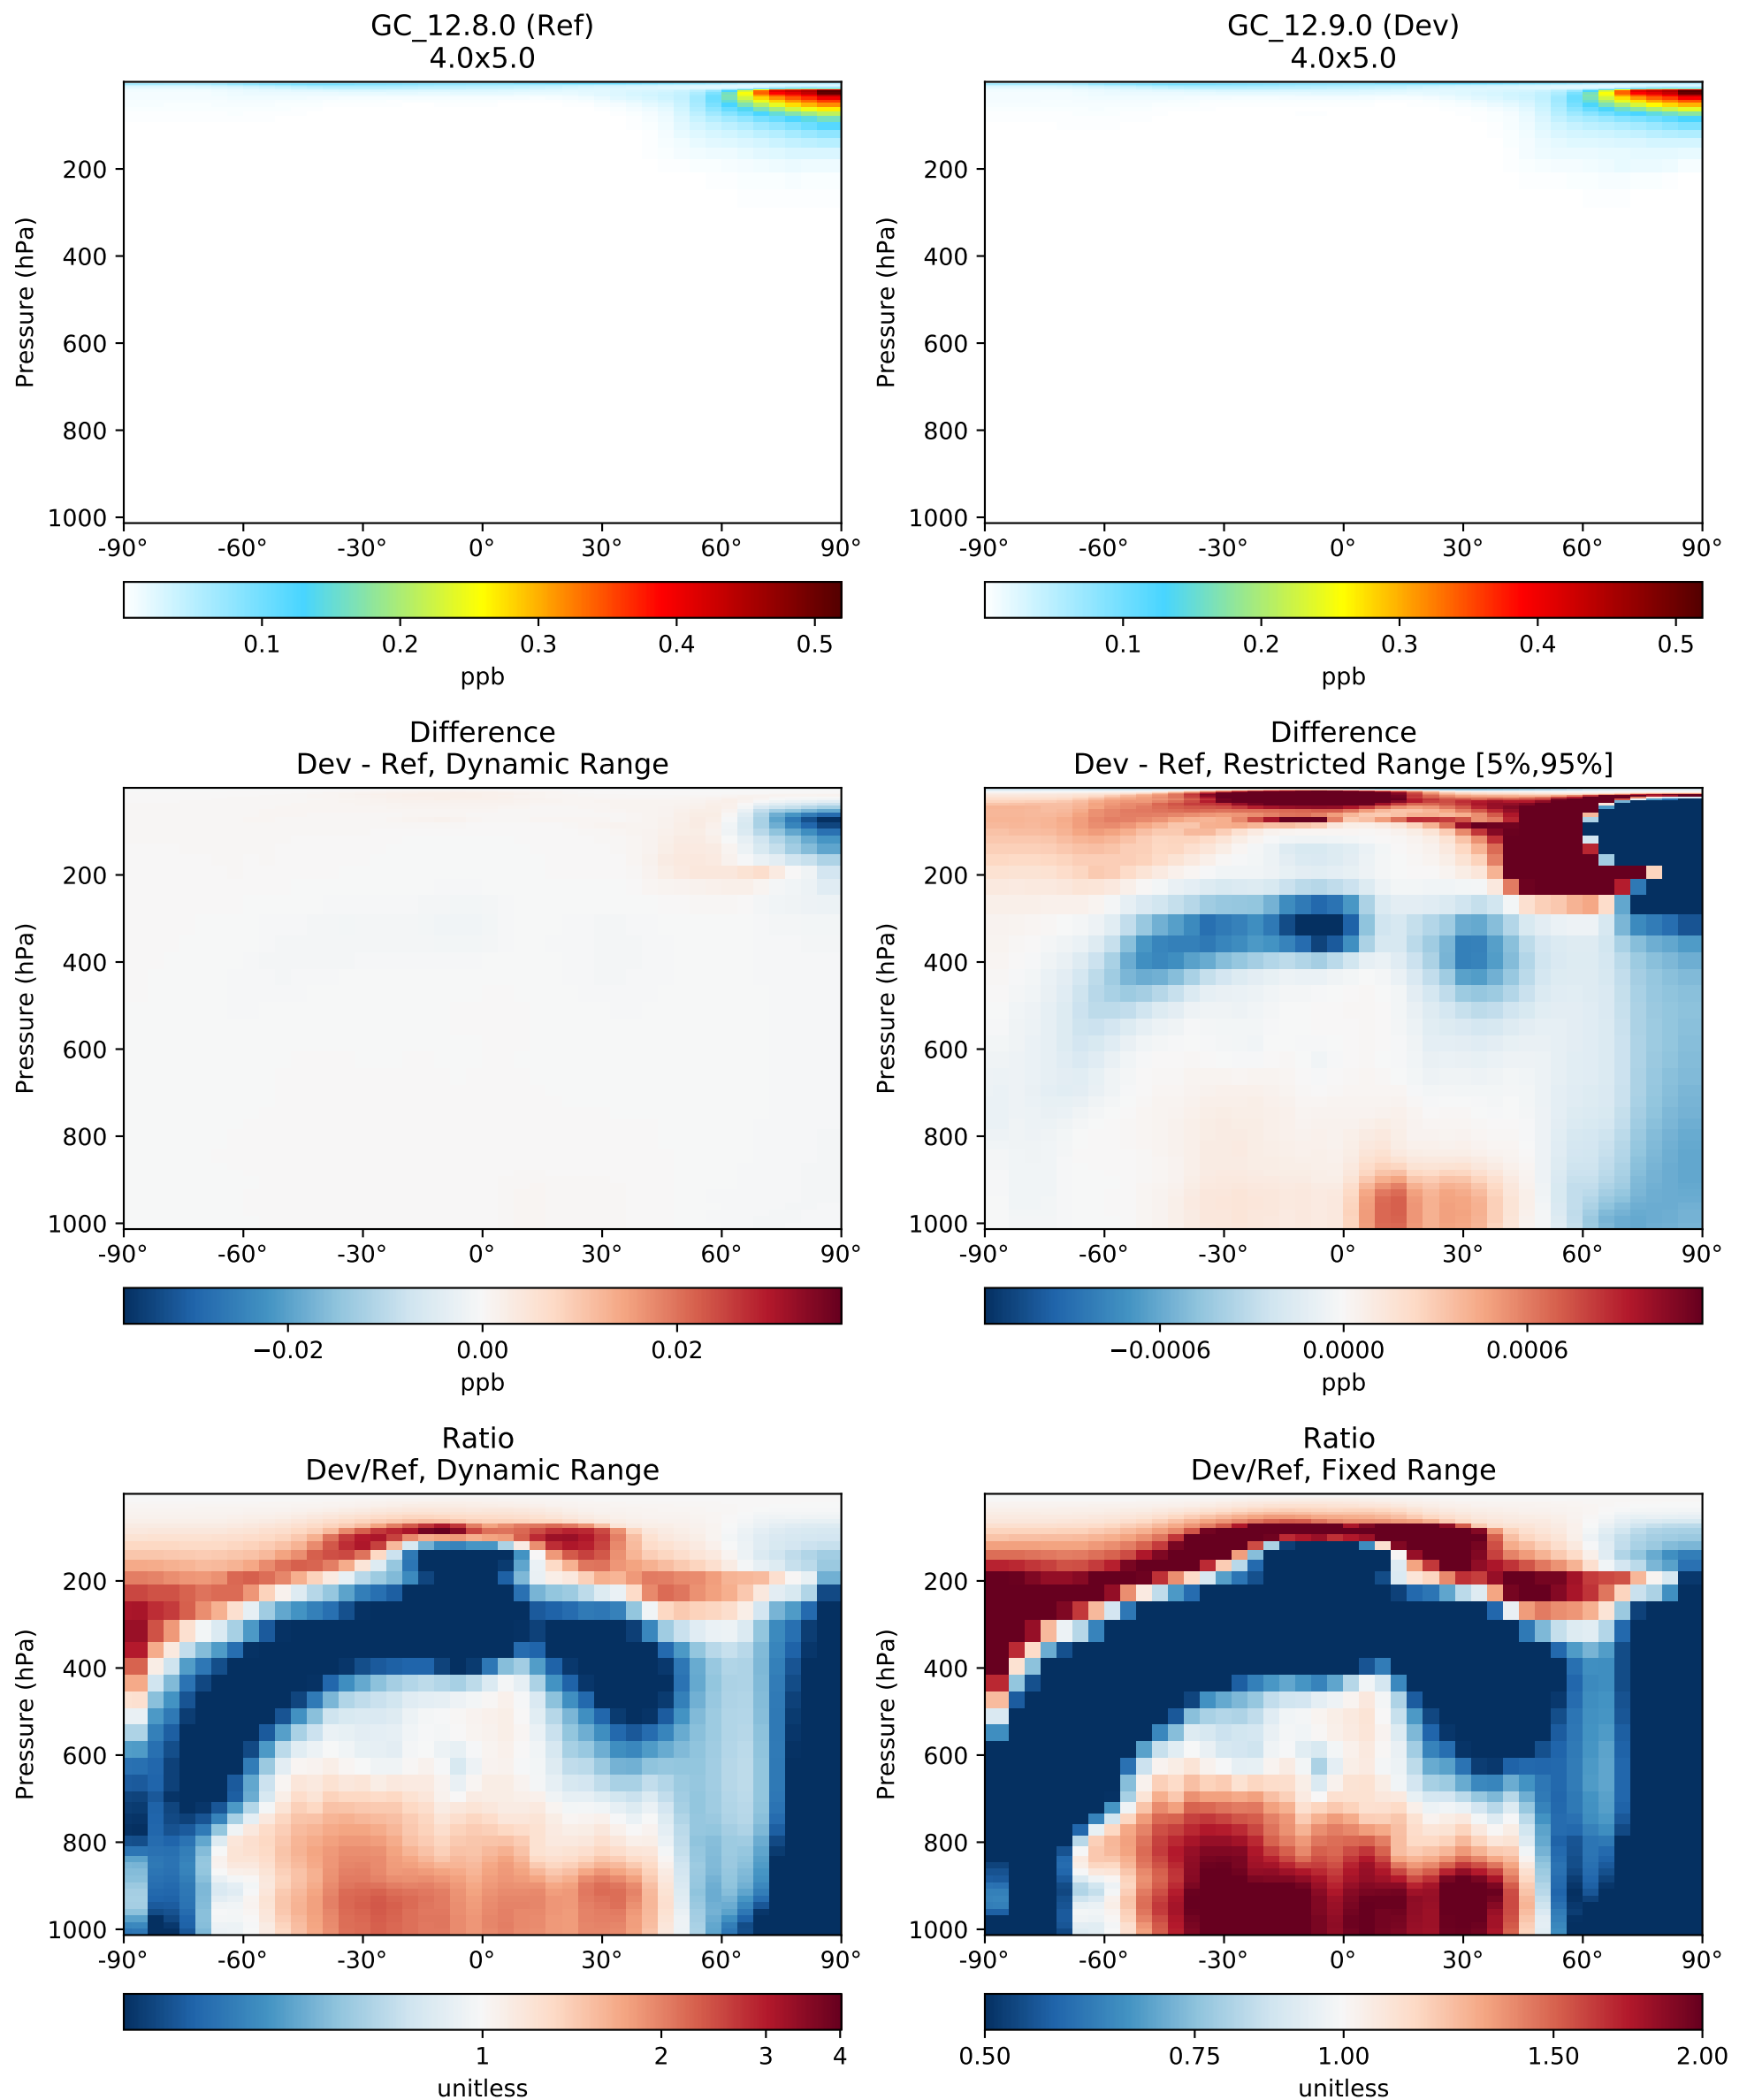 GC_12.8.0 (Ref)
4.0x5.0
GC_12.9.0 (Dev)
4.0x5.0
Pressure (hPa)
200
400
600
800
1000
-90° -60° -30° 0° 30° 60° 90°
0.1 0.2 0.3 0.4 0.5
ppb
Pressure (hPa)
200
400
600
800
1000
-90° -60° -30° 0° 30° 60° 90°
0.1 0.2 0.3 0.4 0.5
ppb
Difference
Dev - Ref, Dynamic Range
Difference
Dev - Ref, Restricted Range [5%,95%]
Pressure (hPa)
200
400
600
800
1000
-90° -60° -30° 0° 30° 60° 90°
−0.02 0.00 0.02
ppb
Pressure (hPa)
200
400
600
800
1000
-90° -60° -30° 0° 30° 60° 90°
−0.0006 0.0000 0.0006
ppb
Ratio
Dev/Ref, Dynamic Range
Ratio
Dev/Ref, Fixed Range
Pressure (hPa)
200
400
600
800
1000
-90° -60° -30° 0° 30° 60° 90°
1 2 3 4
unitless
Pressure (hPa)
200
400
600
800
1000
-90° -60° -30° 0° 30° 60° 90°
0.50 0.75 1.00 1.50 2.00
unitless